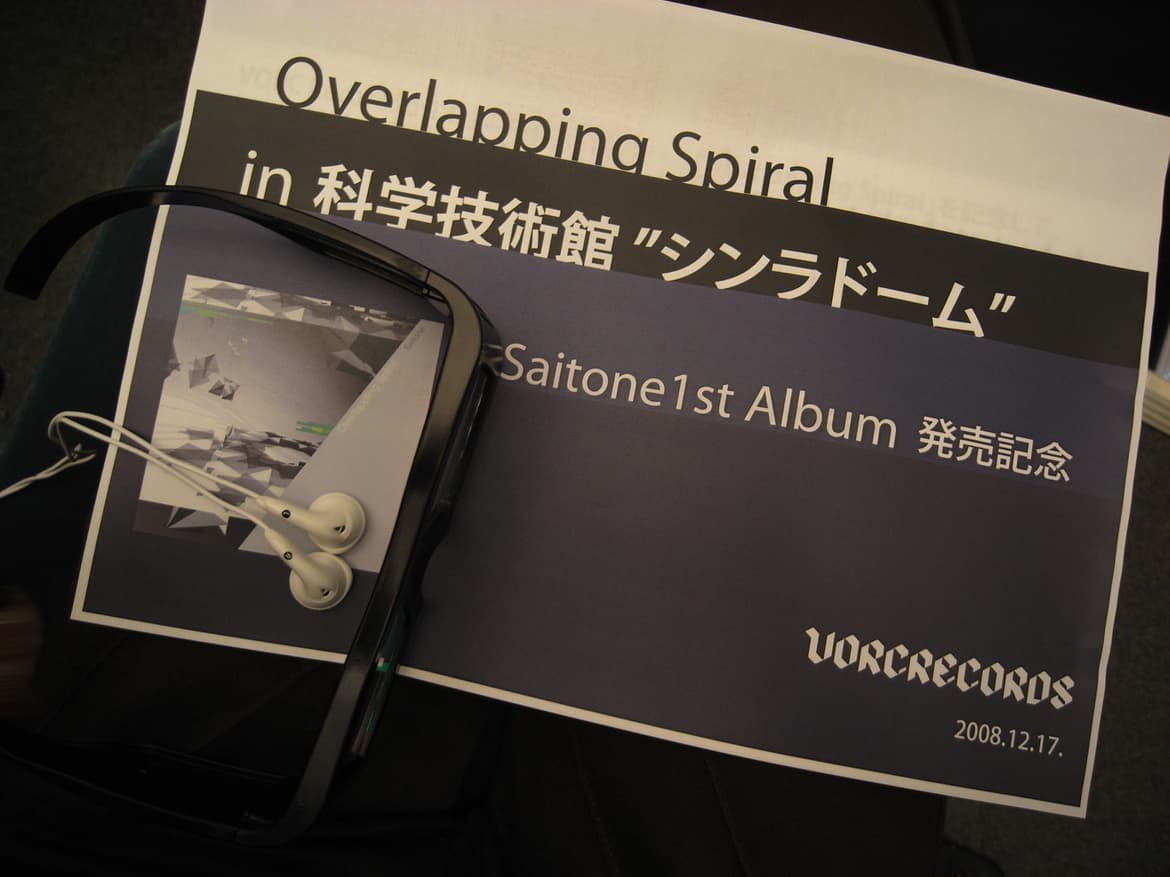 Overlapping Spiral
in 科学技術館 ”シンラドーム”
Saitone1st Album 発売記念
VORCRECORDS
2008.12.17.